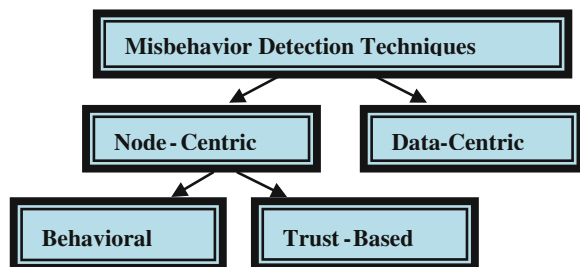 Misbehavior Detection Techniques
Node-Centric
Data-Centric
Behavioral
Trust-Based